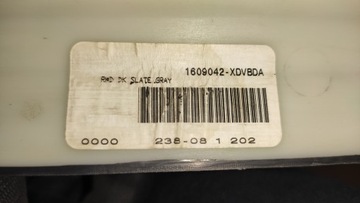 1609042-XDVBDA
RWD DK SLATE GRAY
0000 238-08 1 202